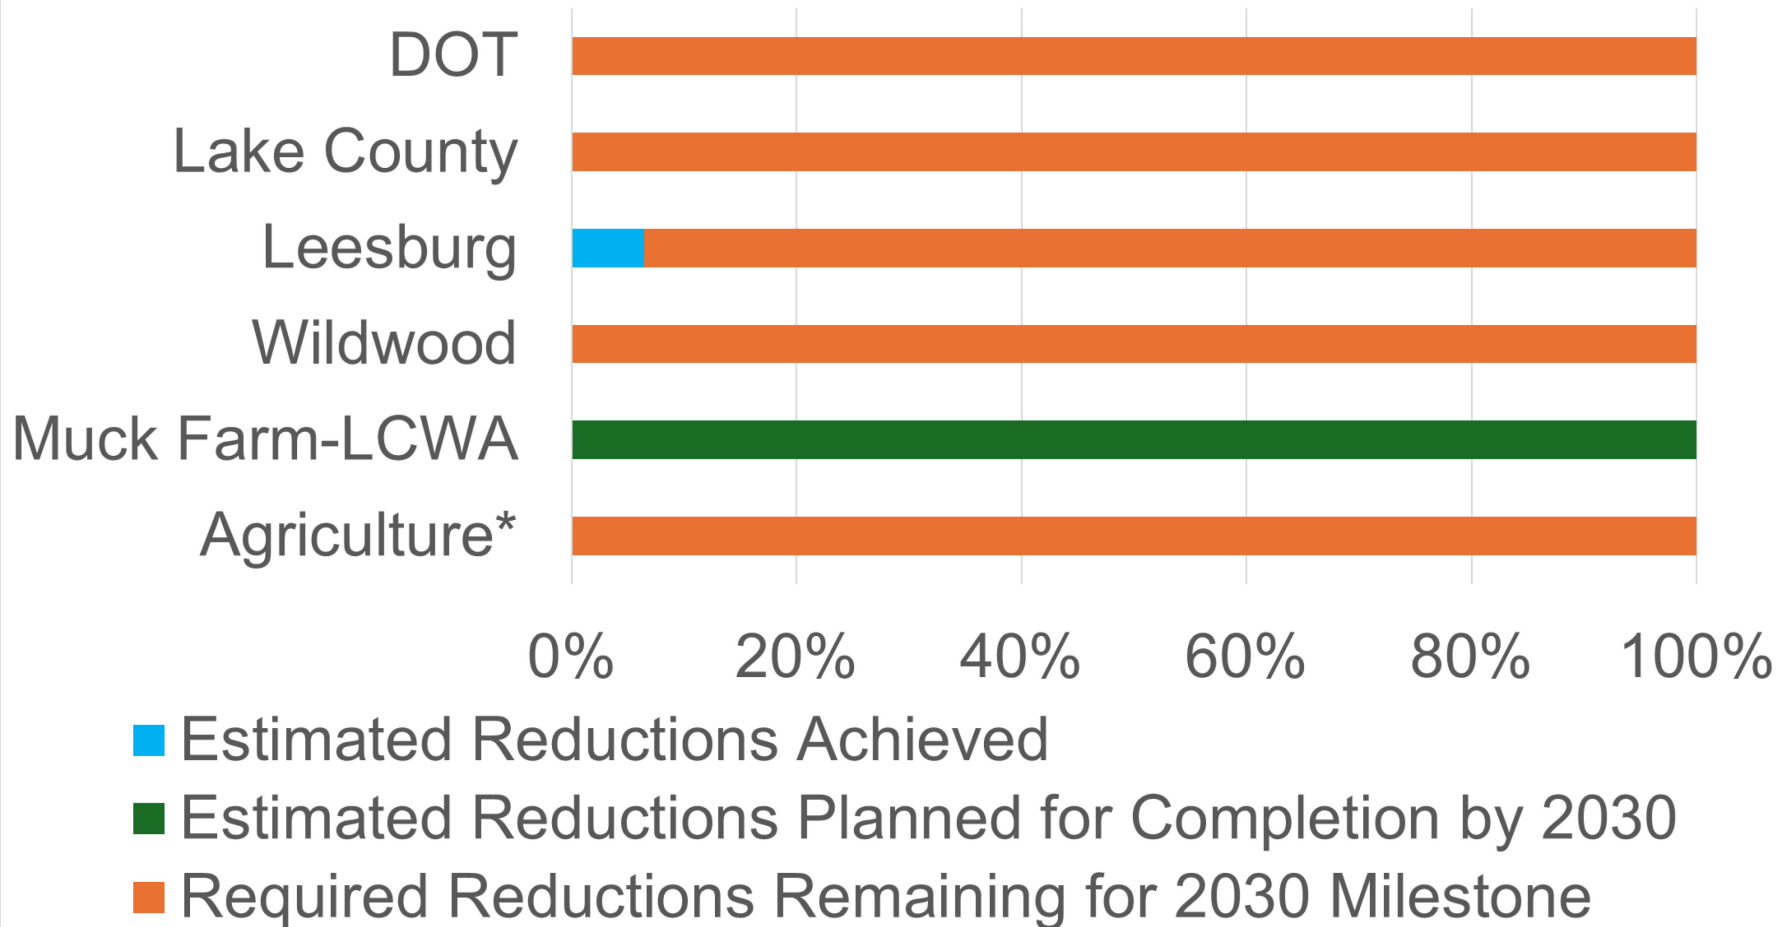 DOT
Lake County
Leesburg
Wildwood
Muck Farm-LCWA
Agriculture*
0% 20% 40% 60% 80% 100%
Estimated Reductions Achieved
Estimated Reductions Planned for Completion by 2030
Required Reductions Remaining for 2030 Milestone